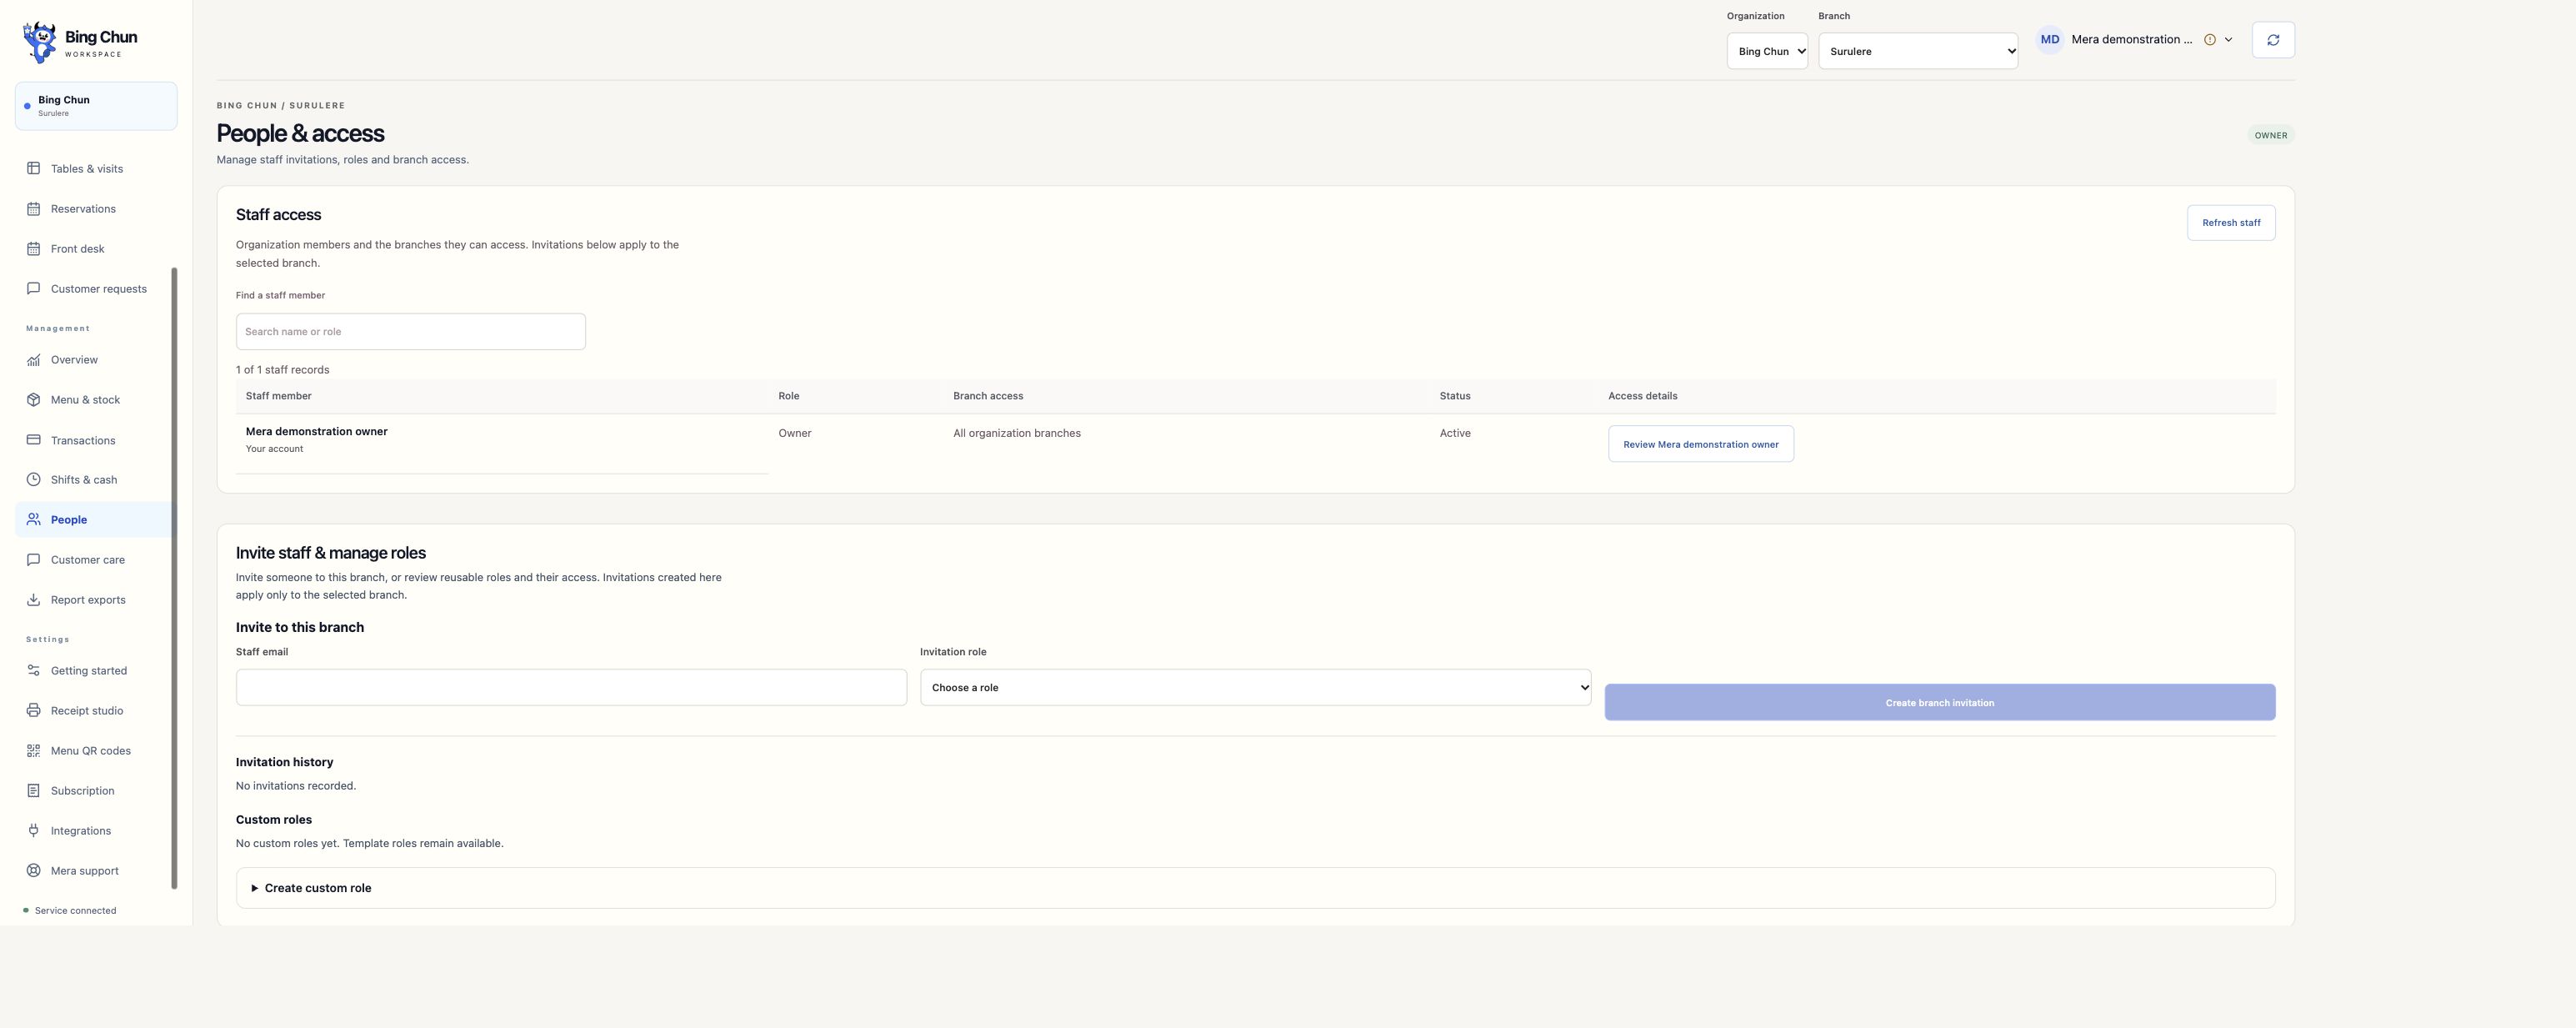 Bing Chun
WORKSPACE
Bing Chun
Surulere
Tables & visits
Reservations
Front desk
Customer requests
Management
Overview
Menu & stock
Transactions
Shifts & cash
People
Customer care
Report exports
Settings
Getting started
Receipt studio
Menu QR codes
Subscription
Integrations
Mera support
Service connected
Organization
Branch
Bing Chun
Surulere
MD
Mera demonstration ...
BING CHUN / SURULERE
People & access
OWNER
Manage staff invitations, roles and branch access.
Staff access
Refresh staff
Organization members and the branches they can access. Invitations below apply to the
selected branch.
Find a staff member
Search name or role
1 of 1 staff records
Staff member
Role
Branch access
Status
Access details
Mera demonstration owner
Your account
Owner
All organization branches
Active
Review Mera demonstration owner
Invite staff & manage roles
Invite someone to this branch, or review reusable roles and their access. Invitations created here
apply only to the selected branch.
Invite to this branch
Staff email
Invitation role
Choose a role
Create branch invitation
Invitation history
No invitations recorded.
Custom roles
No custom roles yet. Template roles remain available.
Create custom role